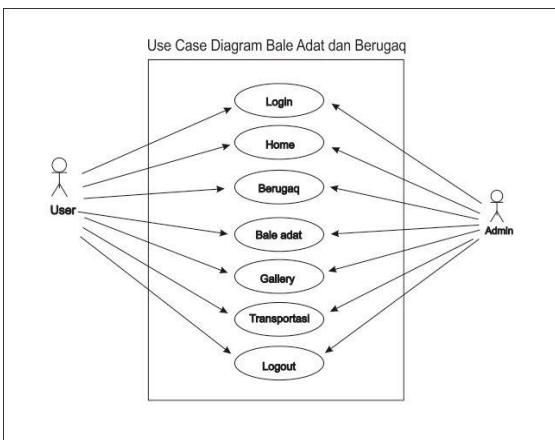 Use Case Diagram Bale Adat dan Berugaq
Login
Home
Berugaq
Bale adat
Gallery
Transportasi
Logout
User
Admin